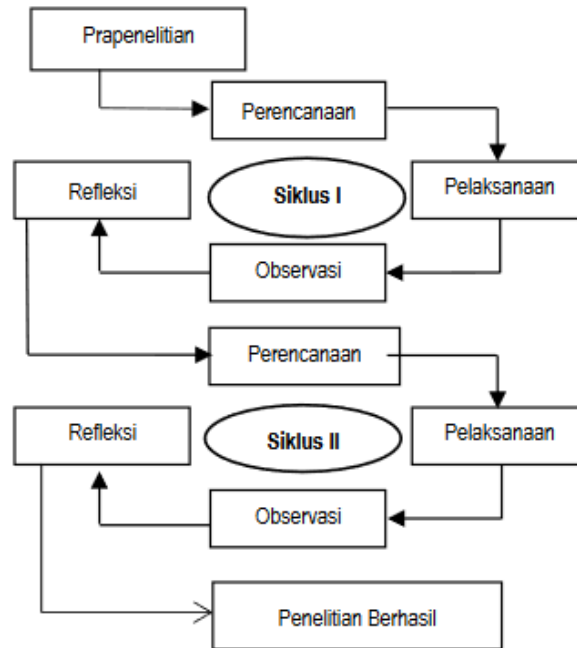 Prapenelitian
Perencanaan
Refleksi
Siklus I
Pelaksanaan
Observasi
Perencanaan
Refleksi
Siklus II
Pelaksanaan
Observasi
Penelitian Berhasil